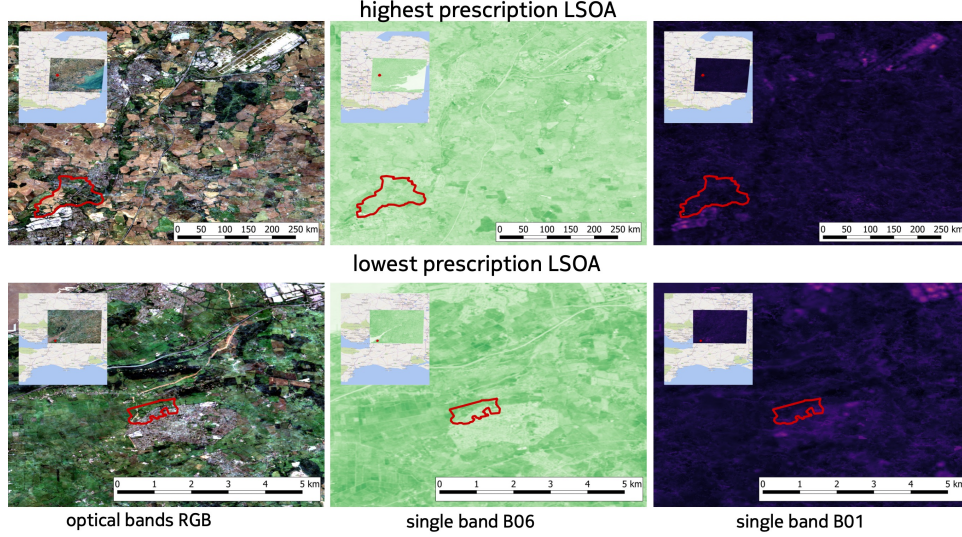 highest prescription LSOA
0 50 100 150 200 250 km
0 50 100 150 200 250 km
0 50 100 150 200 250 km
lowest prescription LSOA
0 1 2 3 4 5 km
0 1 2 3 4 5 km
0 1 2 3 4 5 km
optical bands RGB
single band B06
single band B01